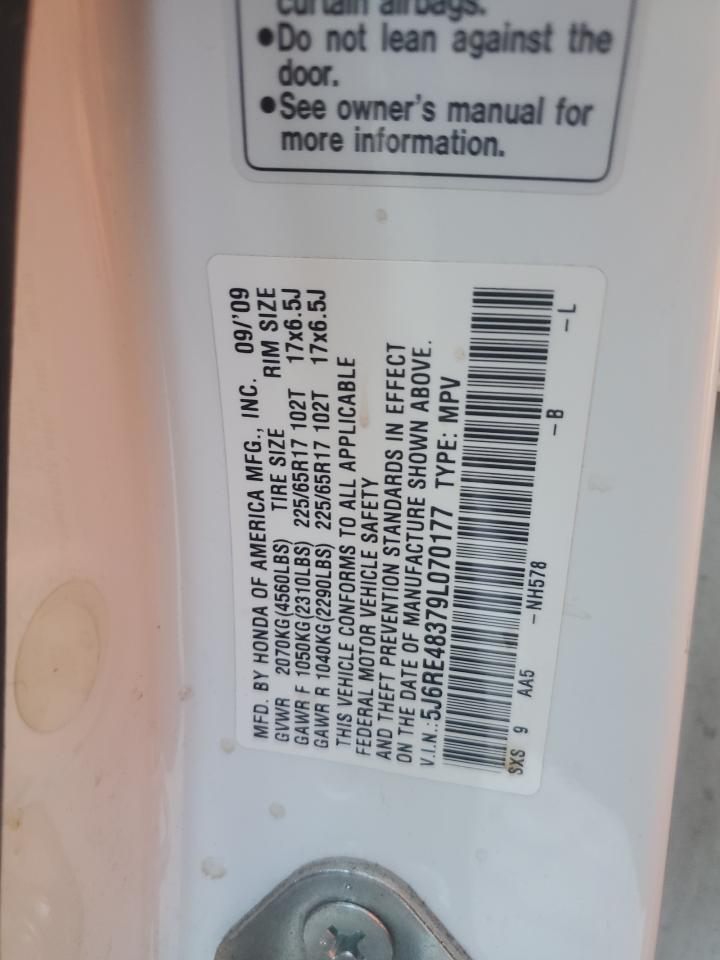 curtain airbags.
•Do not lean against the
door.
•See owner's manual for
more information.
MFD. BY HONDA OF AMERICA MFG., INC. 09/'09
GVWR 2070KG(4560LBS) TIRE SIZE RIM SIZE
GAWR F 1050KG(2310LBS) 225/65R17 102T 17x6.5J
GAWR R 1040KG(2290LBS) 225/65R17 102T 17x6.5J
THIS VEHICLE CONFORMS TO ALL APPLICABLE
FEDERAL MOTOR VEHICLE SAFETY
AND THEFT PREVENTION STANDARDS IN EFFECT
ON THE DATE OF MANUFACTURE SHOWN ABOVE.
V.I.N.:5J6RE48379L070177 TYPE: MPV
SXS 9 AA5 -NH578 -B -L